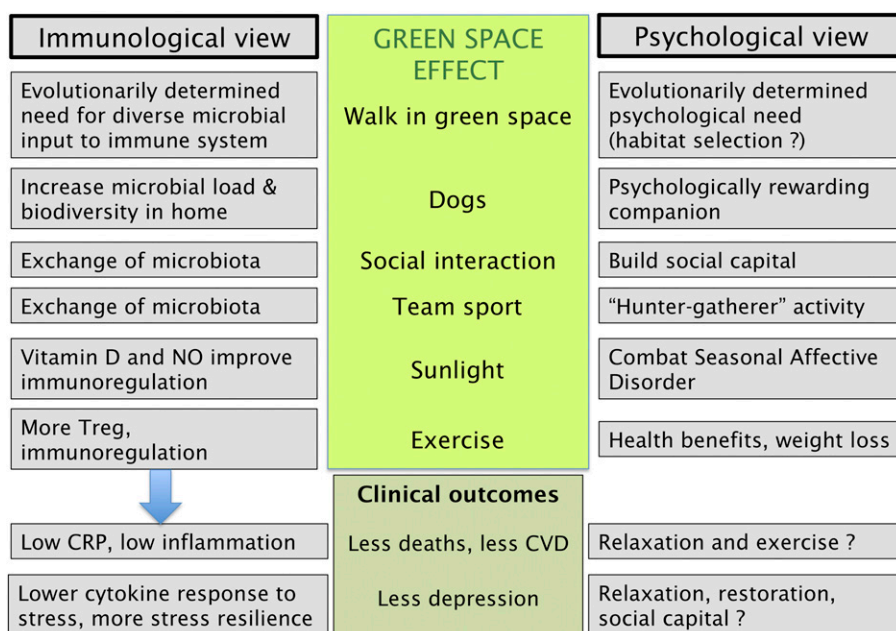 Immunological view
GREEN SPACE
EFFECT
Psychological view
Evolutionarily determined
need for diverse microbial
input to immune system
Walk in green space
Evolutionarily determined
psychological need
(habitat selection ?)
Increase microbial load &
biodiversity in home
Dogs
Psychologically rewarding
companion
Exchange of microbiota
Social interaction
Build social capital
Exchange of microbiota
Team sport
“Hunter-gatherer” activity
Vitamin D and NO improve
immunoregulation
Sunlight
Combat Seasonal Affective
Disorder
More Treg,
immunoregulation
Exercise
Health benefits, weight loss
Clinical outcomes
Low CRP, low inflammation
Less deaths, less CVD
Relaxation and exercise ?
Lower cytokine response to
stress, more stress resilience
Less depression
Relaxation, restoration,
social capital ?